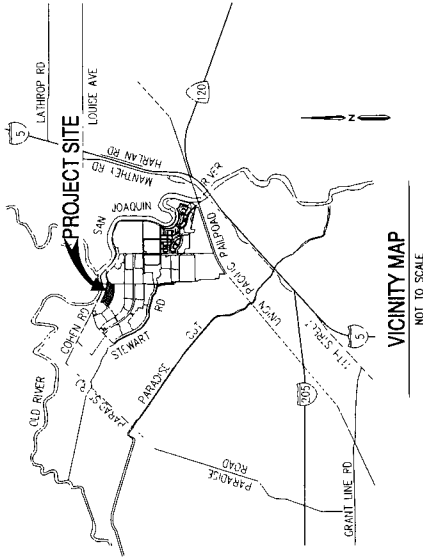 LATHROP RD
LOUISE AVE
5
PROJECT SITE
HARLAN RD
MANTHEY RD
120
SAN
JOAQUIN
RIVER
N
OLD RIVER
COHEN RD
STEWART
RD
PARADISE RD
PARADISE
CUT
UNION
PACIFIC RAILROAD
11TH STREET
5
205
PARADISE
ROAD
GRANT LINE RD
VICINITY MAP
NOT TO SCALE